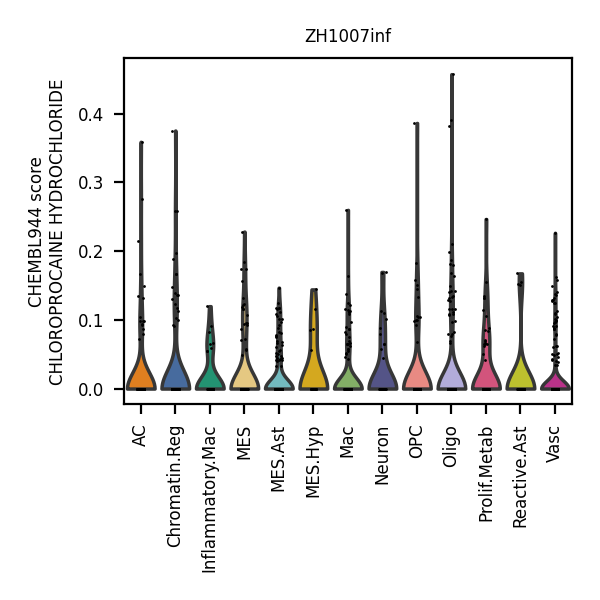 ZH1007inf
CHEMBL944 score
CHLOROPROCAINE HYDROCHLORIDE
0.4
0.3
0.2
0.1
0.0
AC
Chromatin.Reg
Inflammatory.Mac
MES
MES.Ast
MES.Hyp
Mac
Neuron
OPC
Oligo
Prolif.Metab
Reactive.Ast
Vasc